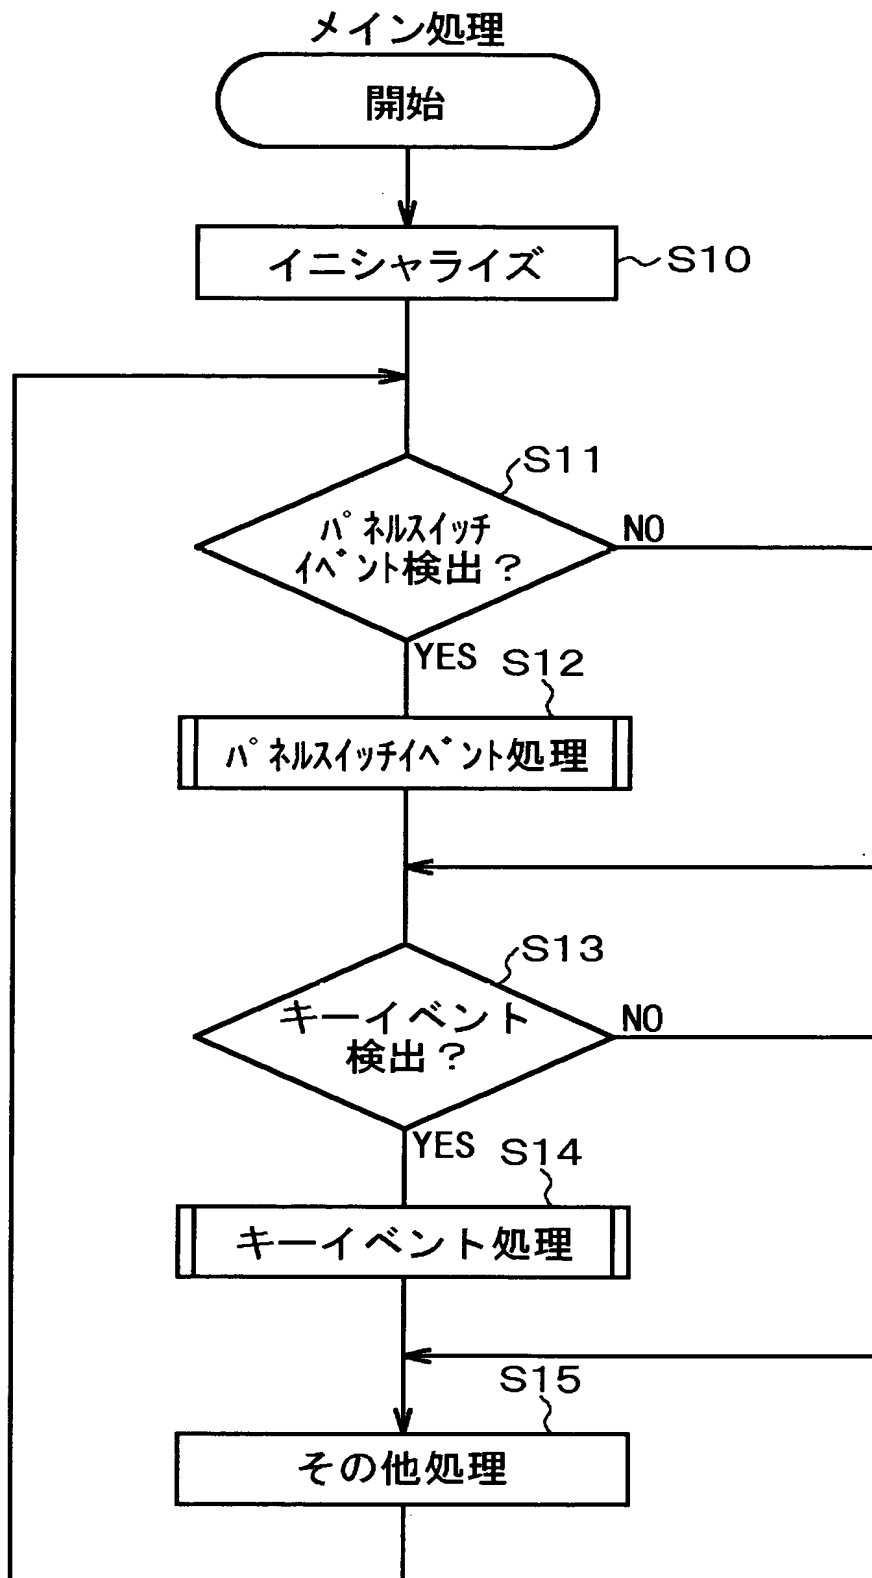 メイン処理
開始
イニシャライズ
S10
S11
パネルスイッチ
イベント検出?
NO
YES
S12
パネルスイッチイベント処理
S13
キーイベント
検出?
NO
YES
S14
キーイベント処理
S15
その他処理